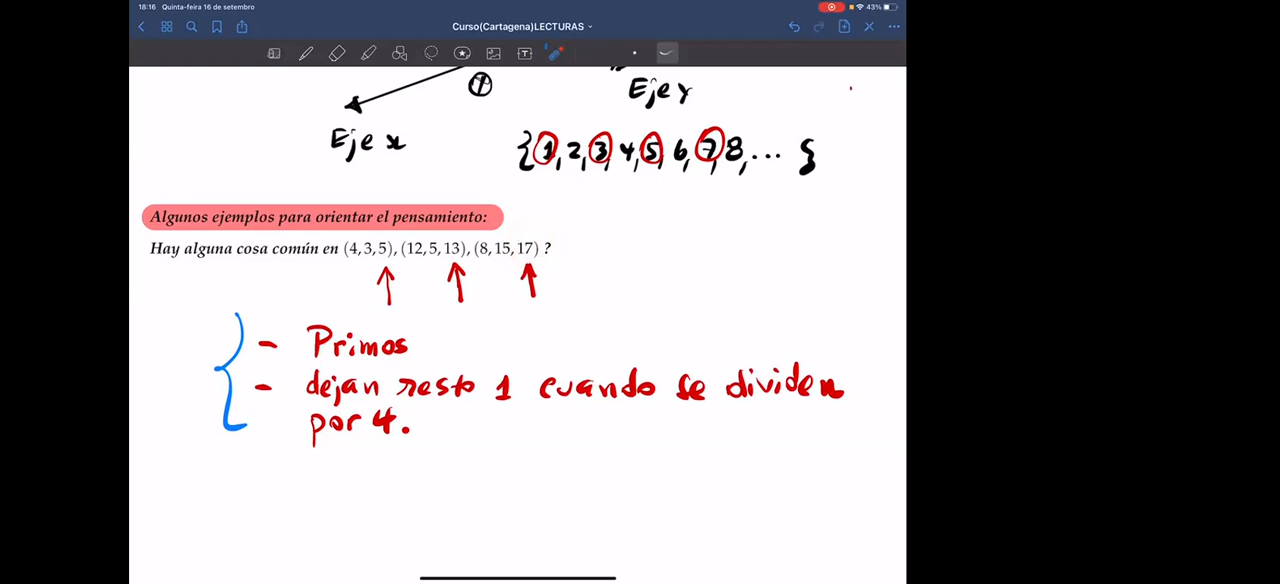 18:16 Quinta-feira 16 de setembro
43%
Curso(Cartagena)LECTURAS
Eje x
Eje y
{1, 2, 3, 4, 5, 6, 7, 8, ... }
Algunos ejemplos para orientar el pensamiento:
Hay alguna cosa común en (4, 3, 5), (12, 5, 13), (8, 15, 17) ?
- Primos
- dejan resto 1 cuando se dividen
por 4.